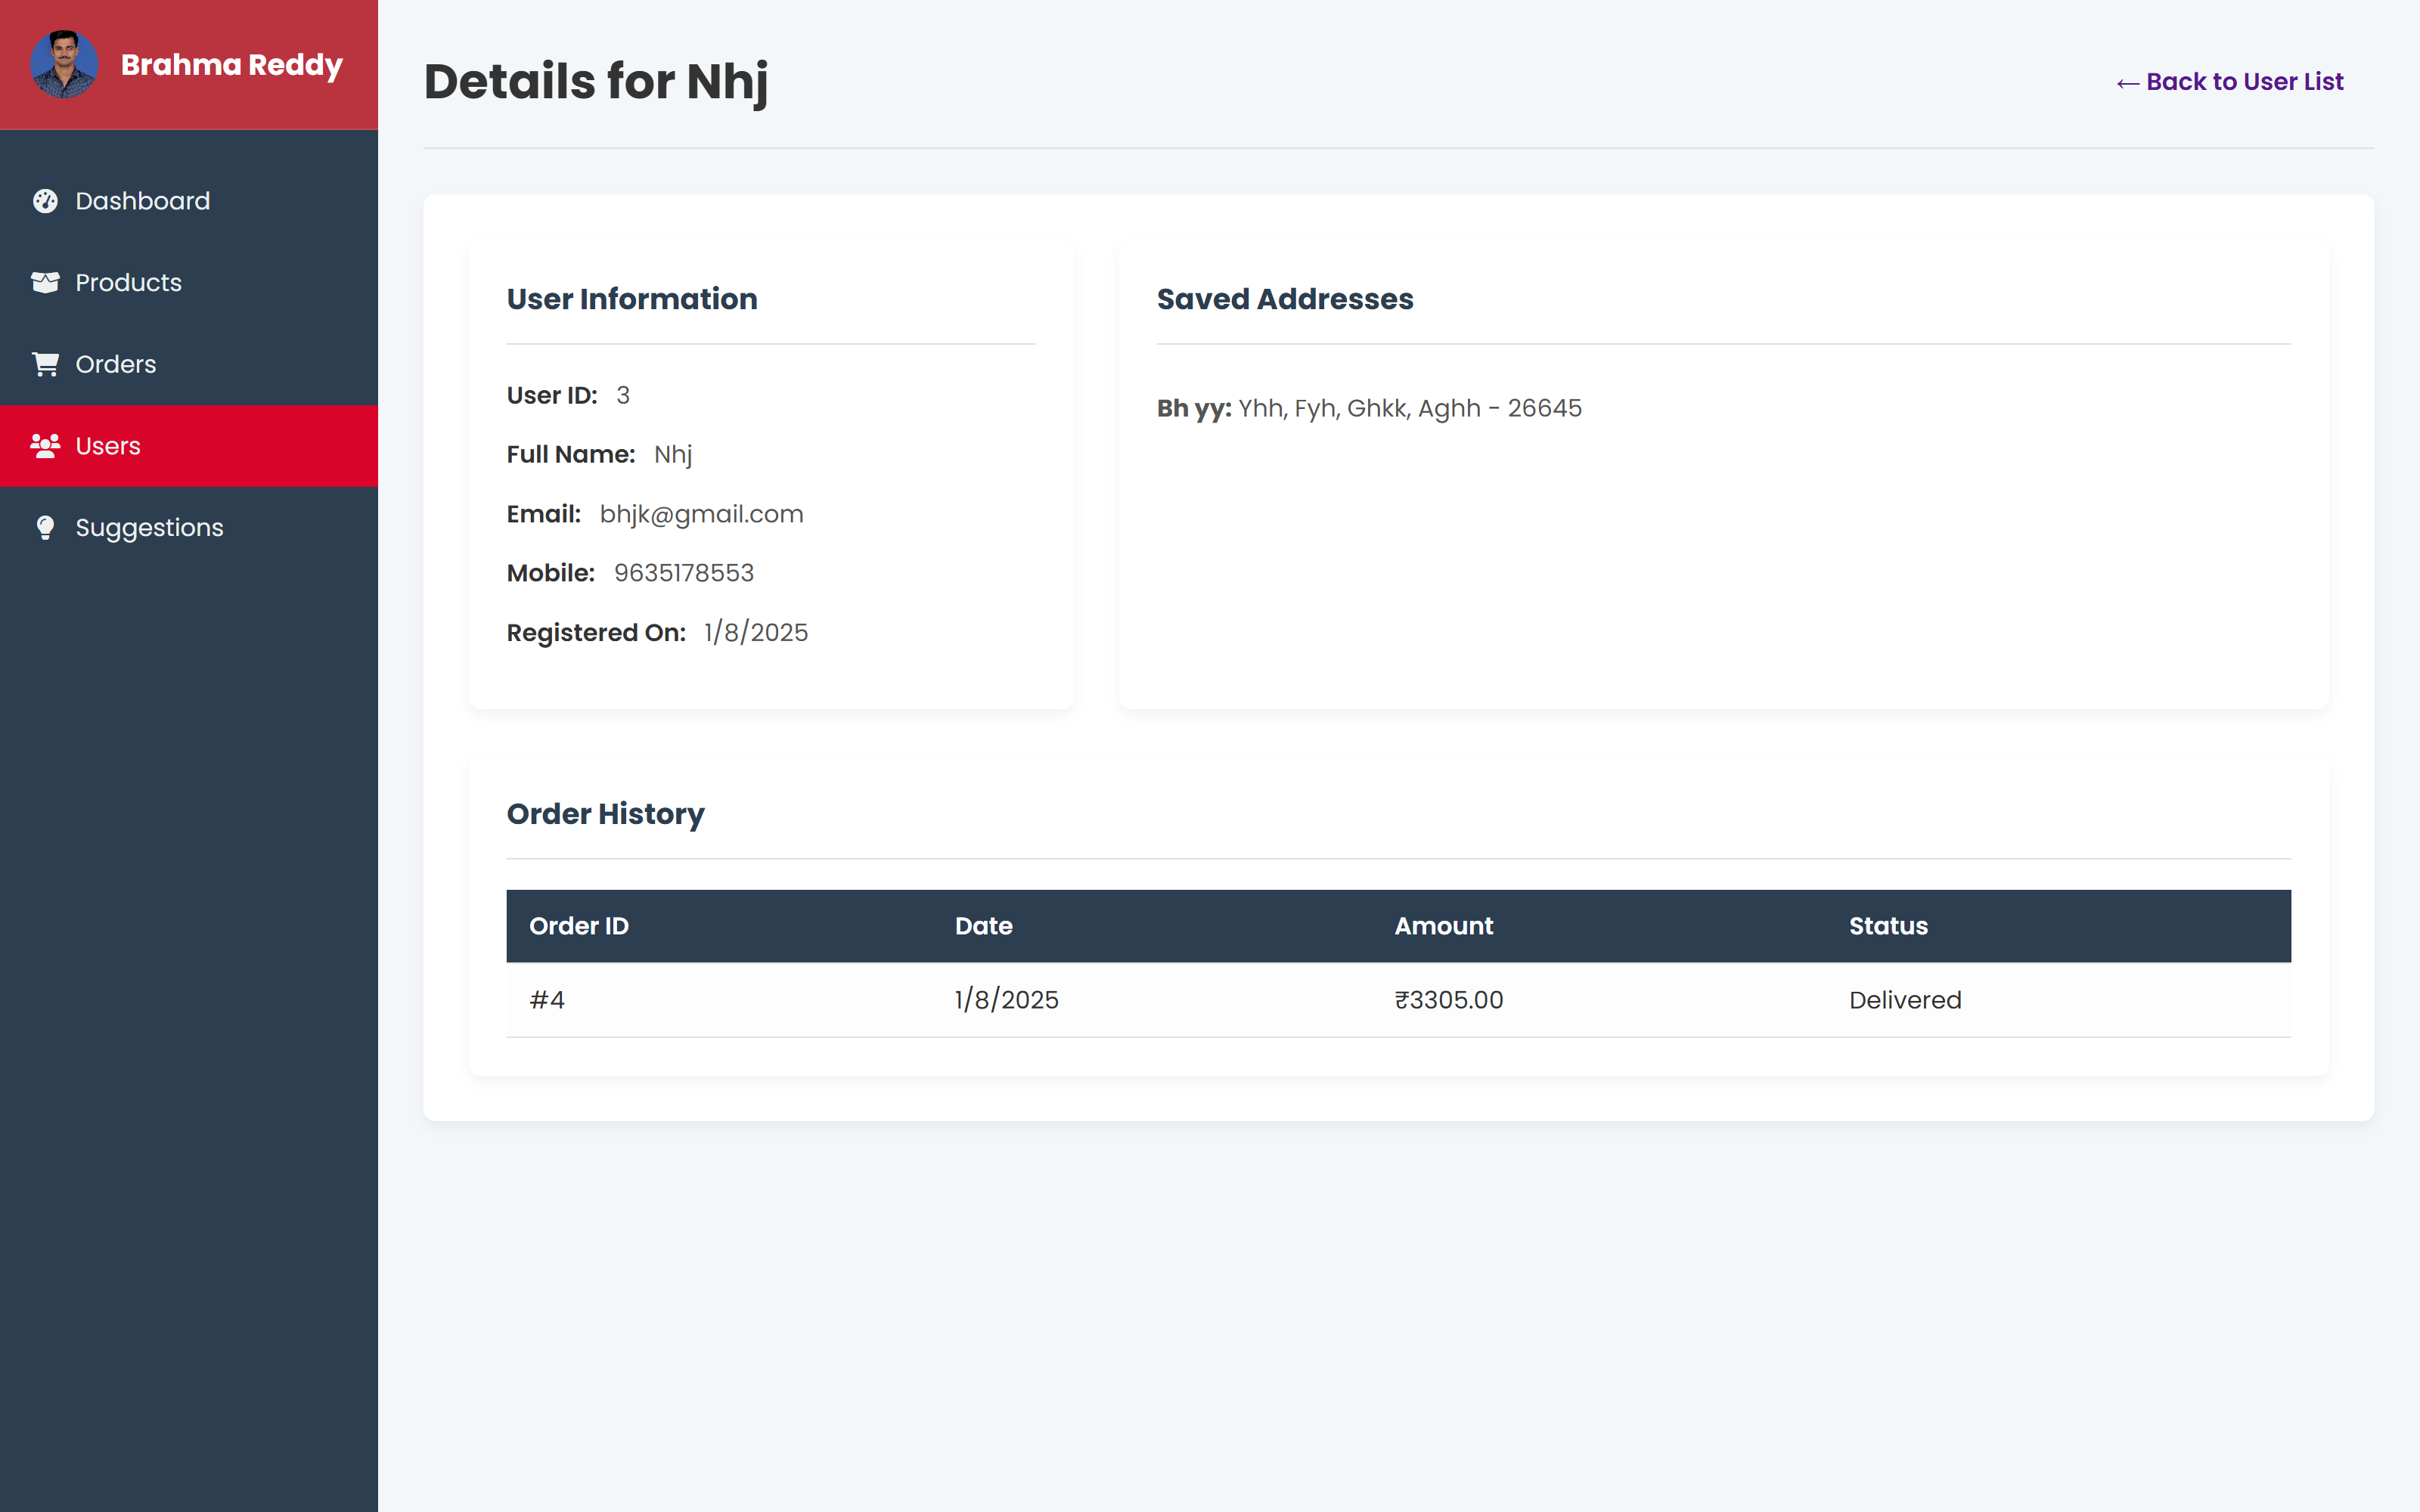 Brahma Reddy
Dashboard
Products
Orders
Users
Suggestions
Details for Nhj
← Back to User List
User Information
User ID: 3
Full Name: Nhj
Email: bhjk@gmail.com
Mobile: 9635178553
Registered On: 1/8/2025
Saved Addresses
Bh yy: Yhh, Fyh, Ghkk, Aghh - 26645
Order History
Order ID Date Amount Status
#4 1/8/2025 ₹3305.00 Delivered